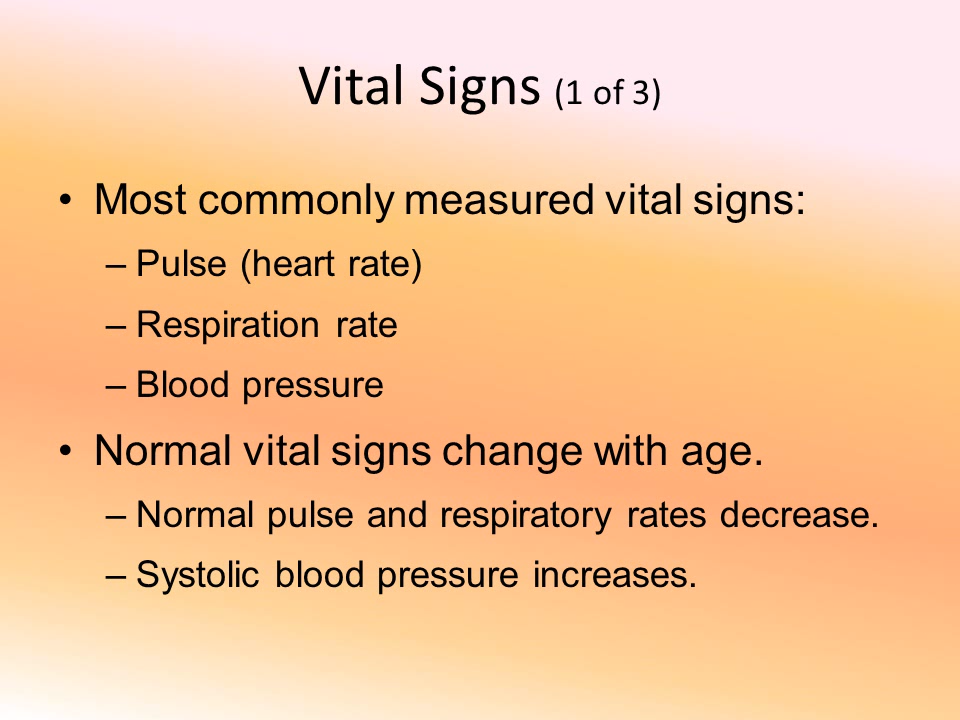 Vital Signs (1 of 3)
• Most commonly measured vital signs:
– Pulse (heart rate)
– Respiration rate
– Blood pressure
• Normal vital signs change with age.
– Normal pulse and respiratory rates decrease.
– Systolic blood pressure increases.